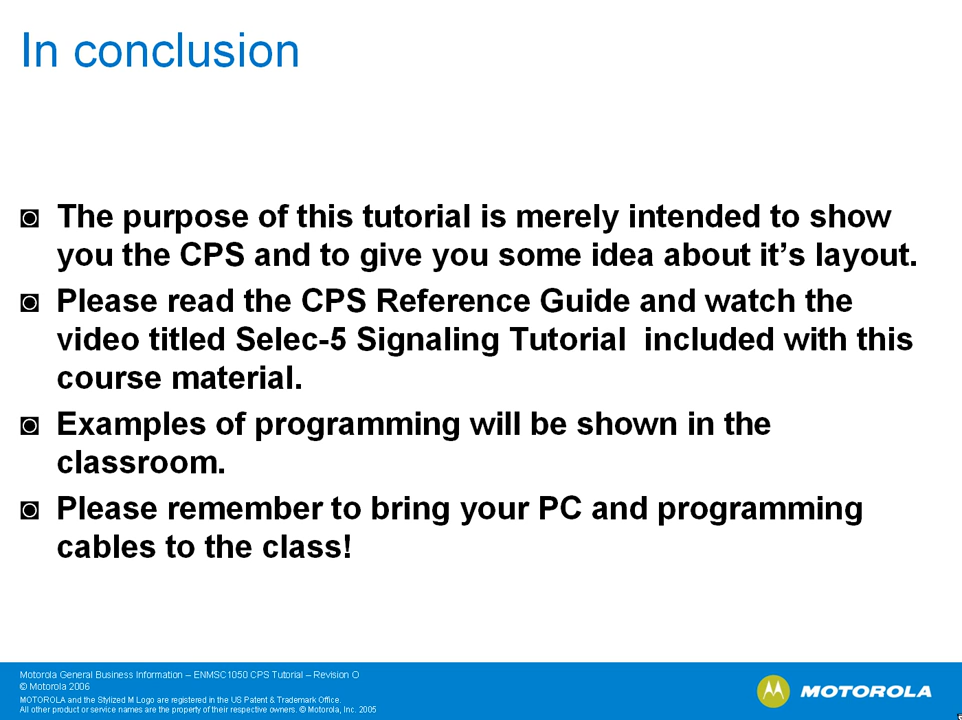 In conclusion
The purpose of this tutorial is merely intended to show
you the CPS and to give you some idea about it’s layout.
Please read the CPS Reference Guide and watch the
video titled Selec-5 Signaling Tutorial  included with this
course material.
Examples of programming will be shown in the
classroom.
Please remember to bring your PC and programming
cables to the class!
Motorola General Business Information – ENMSC1050 CPS Tutorial – Revision O
© Motorola 2006
MOTOROLA and the Stylized M Logo are registered in the US Patent & Trademark Office.
All other product or service names are the property of their respective owners. © Motorola, Inc. 2005
MOTOROLA